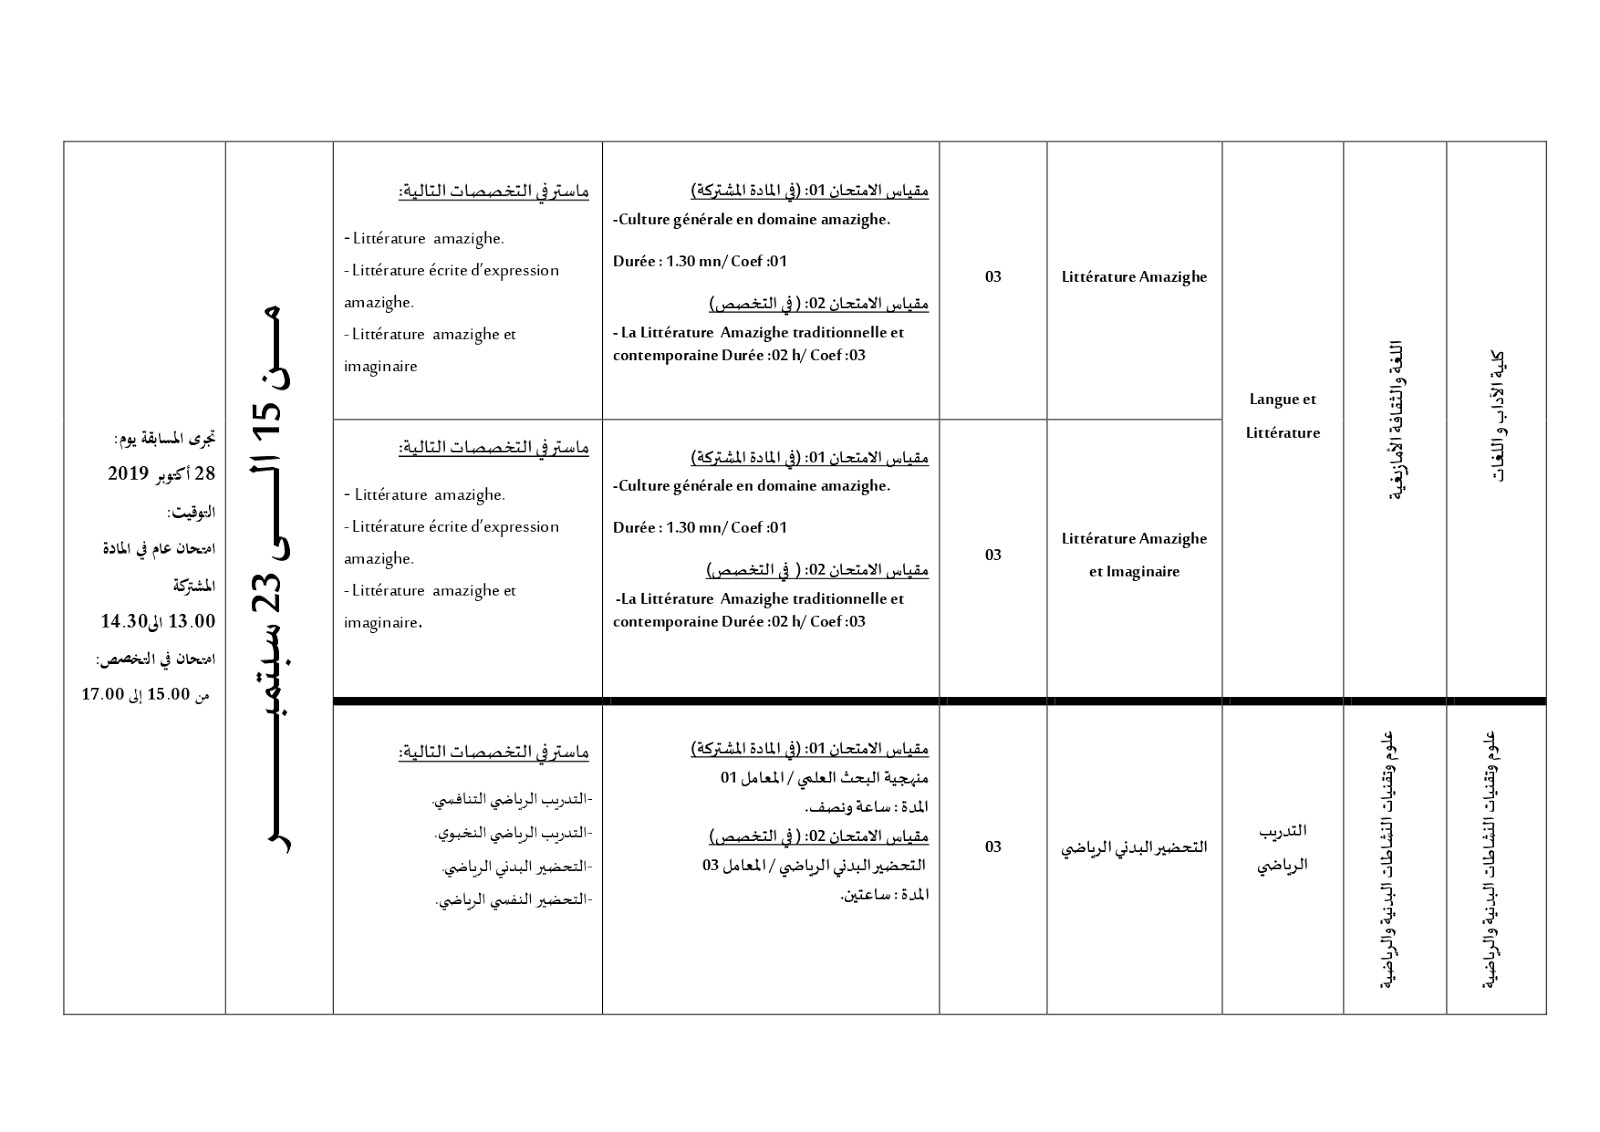 كلية الآداب و اللغات
اللغة والثقافة الأمازيغية
Langue et
Littérature
Littérature Amazighe
03
مقياس الامتحان 01: (في المادة المشتركة)
-Culture générale en domaine amazighe.
Durée : 1.30 mn/ Coef :01
مقياس الامتحان 02: ( في التخصص)
- La Littérature Amazighe traditionnelle et
contemporaine Durée :02 h/ Coef :03
ماستر في التخصصات التالية:
- Littérature amazighe.
- Littérature écrite d’expression
amazighe.
- Littérature amazighe et
imaginaire
Littérature Amazighe
et Imaginaire
03
مقياس الامتحان 01: (في المادة المشتركة)
-Culture générale en domaine amazighe.
Durée : 1.30 mn/ Coef :01
مقياس الامتحان 02: ( في التخصص)
-La Littérature Amazighe traditionnelle et
contemporaine Durée :02 h/ Coef :03
ماستر في التخصصات التالية:
- Littérature amazighe.
- Littérature écrite d’expression
amazighe.
- Littérature amazighe et
imaginaire.
علوم وتقنيات النشاطات البدنية والرياضية
علوم وتقنيات النشاطات البدنية والرياضية
التدريب
الرياضي
التحضير البدني الرياضي
03
مقياس الامتحان 01: (في المادة المشتركة)
منهجية البحث العلمي / المعامل 01
المدة : ساعة ونصف.
مقياس الامتحان 02: ( في التخصص)
التحضير البدني الرياضي / المعامل 03
المدة : ساعتين.
ماستر في التخصصات التالية:
-التدريب الرياضي التنافسي.
-التدريب الرياضي النخبوي.
-التحضير البدني الرياضي.
-التحضير النفسي الرياضي.
مــن 15 الــى 23 سبتمبــــر
تجرى المسابقة يوم:
28 أكتوبر 2019
التوقيت:
امتحان عام في المادة
المشتركة
13.00 الى14.30
امتحان في التخصص:
من 15.00 إلى 17.00